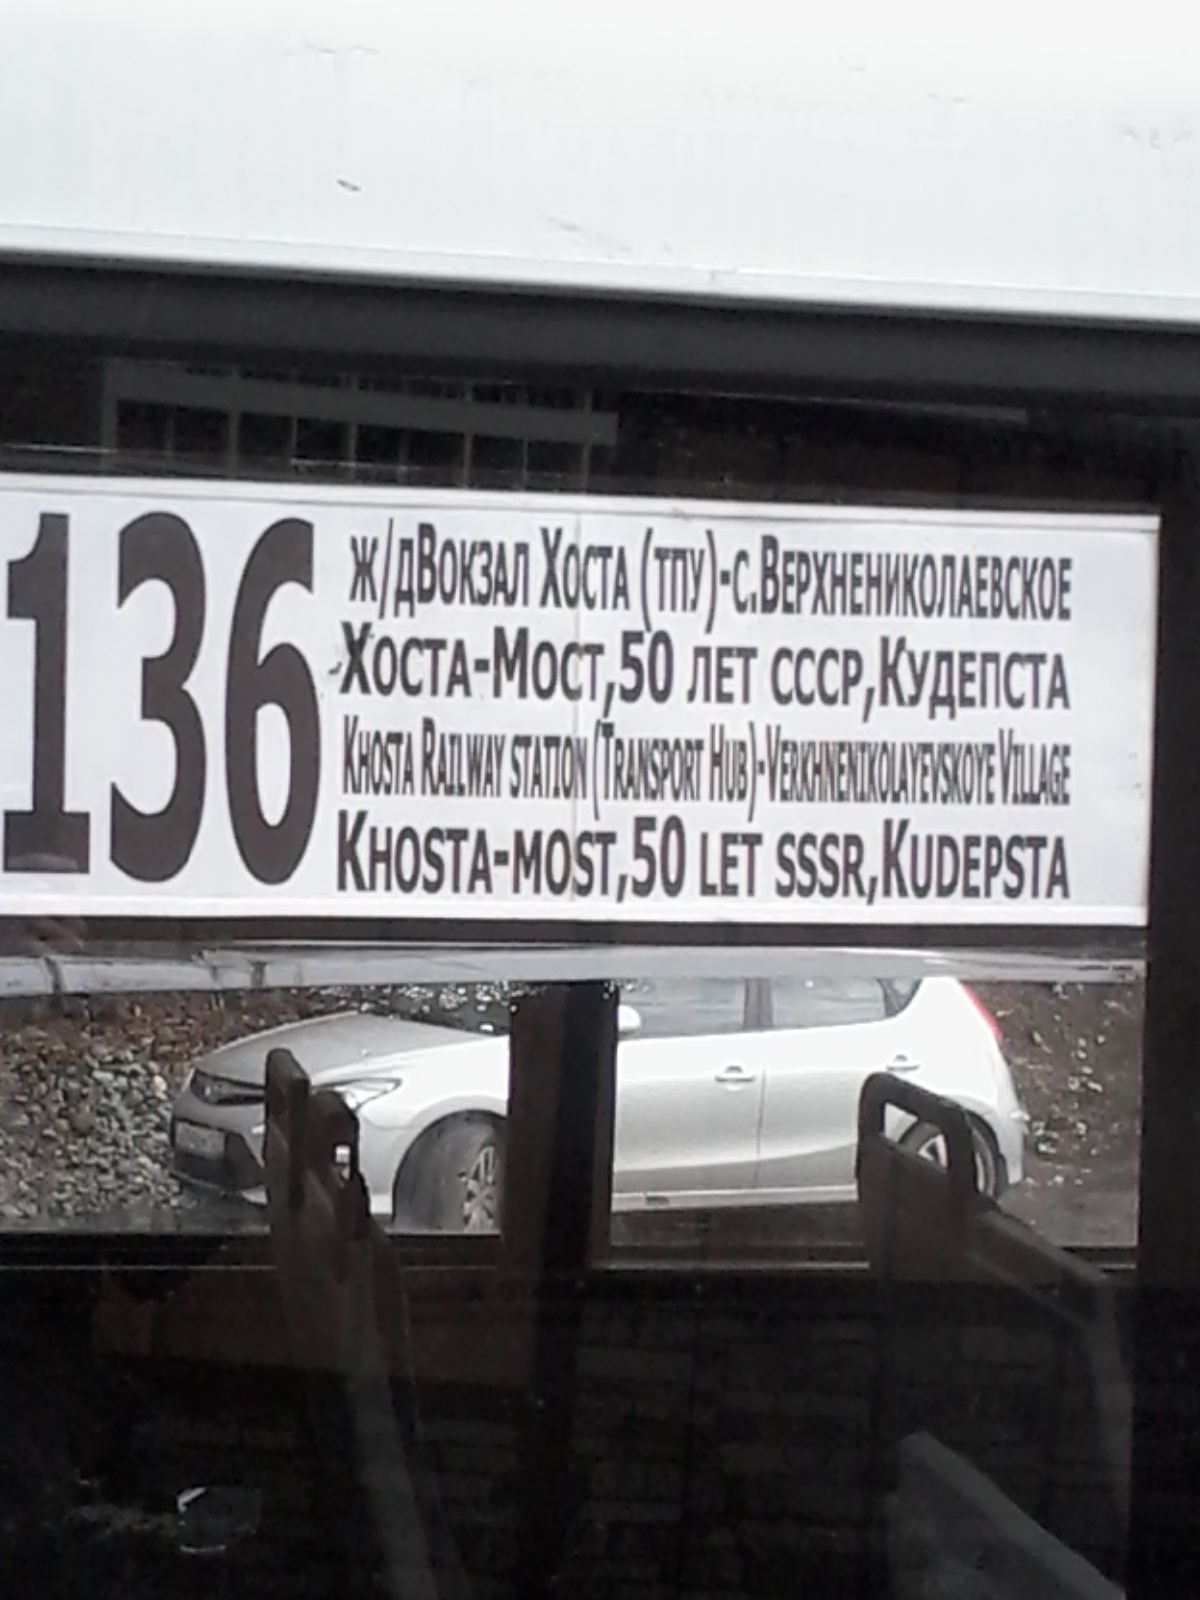 136
ж/дВокзал Хоста (тпу)-с.Верхнениколаевское
Хоста-Мост,50 лет СССР,Кудепста
Khosta Railway station (Transport Hub)-Verkhnenikolayevskoye Village
Khosta-most,50 let SSSR,Kudepsta